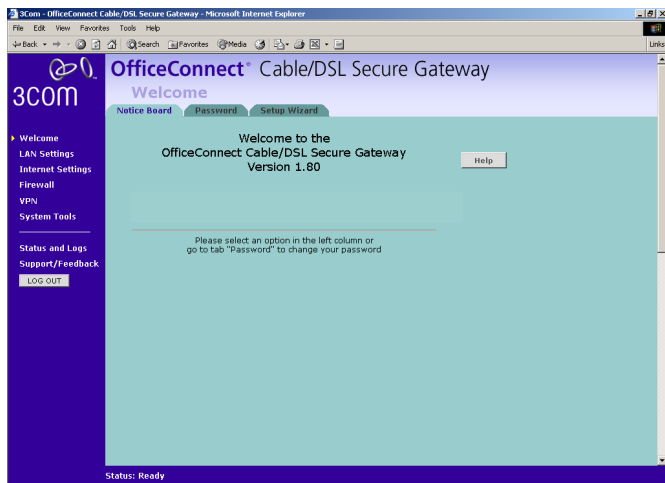 3Com - OfficeConnect Cable/DSL Secure Gateway - Microsoft Internet Explorer
File Edit View Favorites Tools Help
Back Search Favorites Media Links
3COM
OfficeConnect® Cable/DSL Secure Gateway
Welcome
Notice Board Password Setup Wizard
Welcome
LAN Settings
Internet Settings
Firewall
VPN
System Tools
Status and Logs
Support/Feedback
LOG OUT
Welcome to the
OfficeConnect Cable/DSL Secure Gateway
Version 1.80
Help
Please select an option in the left column or
go to tab "Password" to change your password
Status: Ready